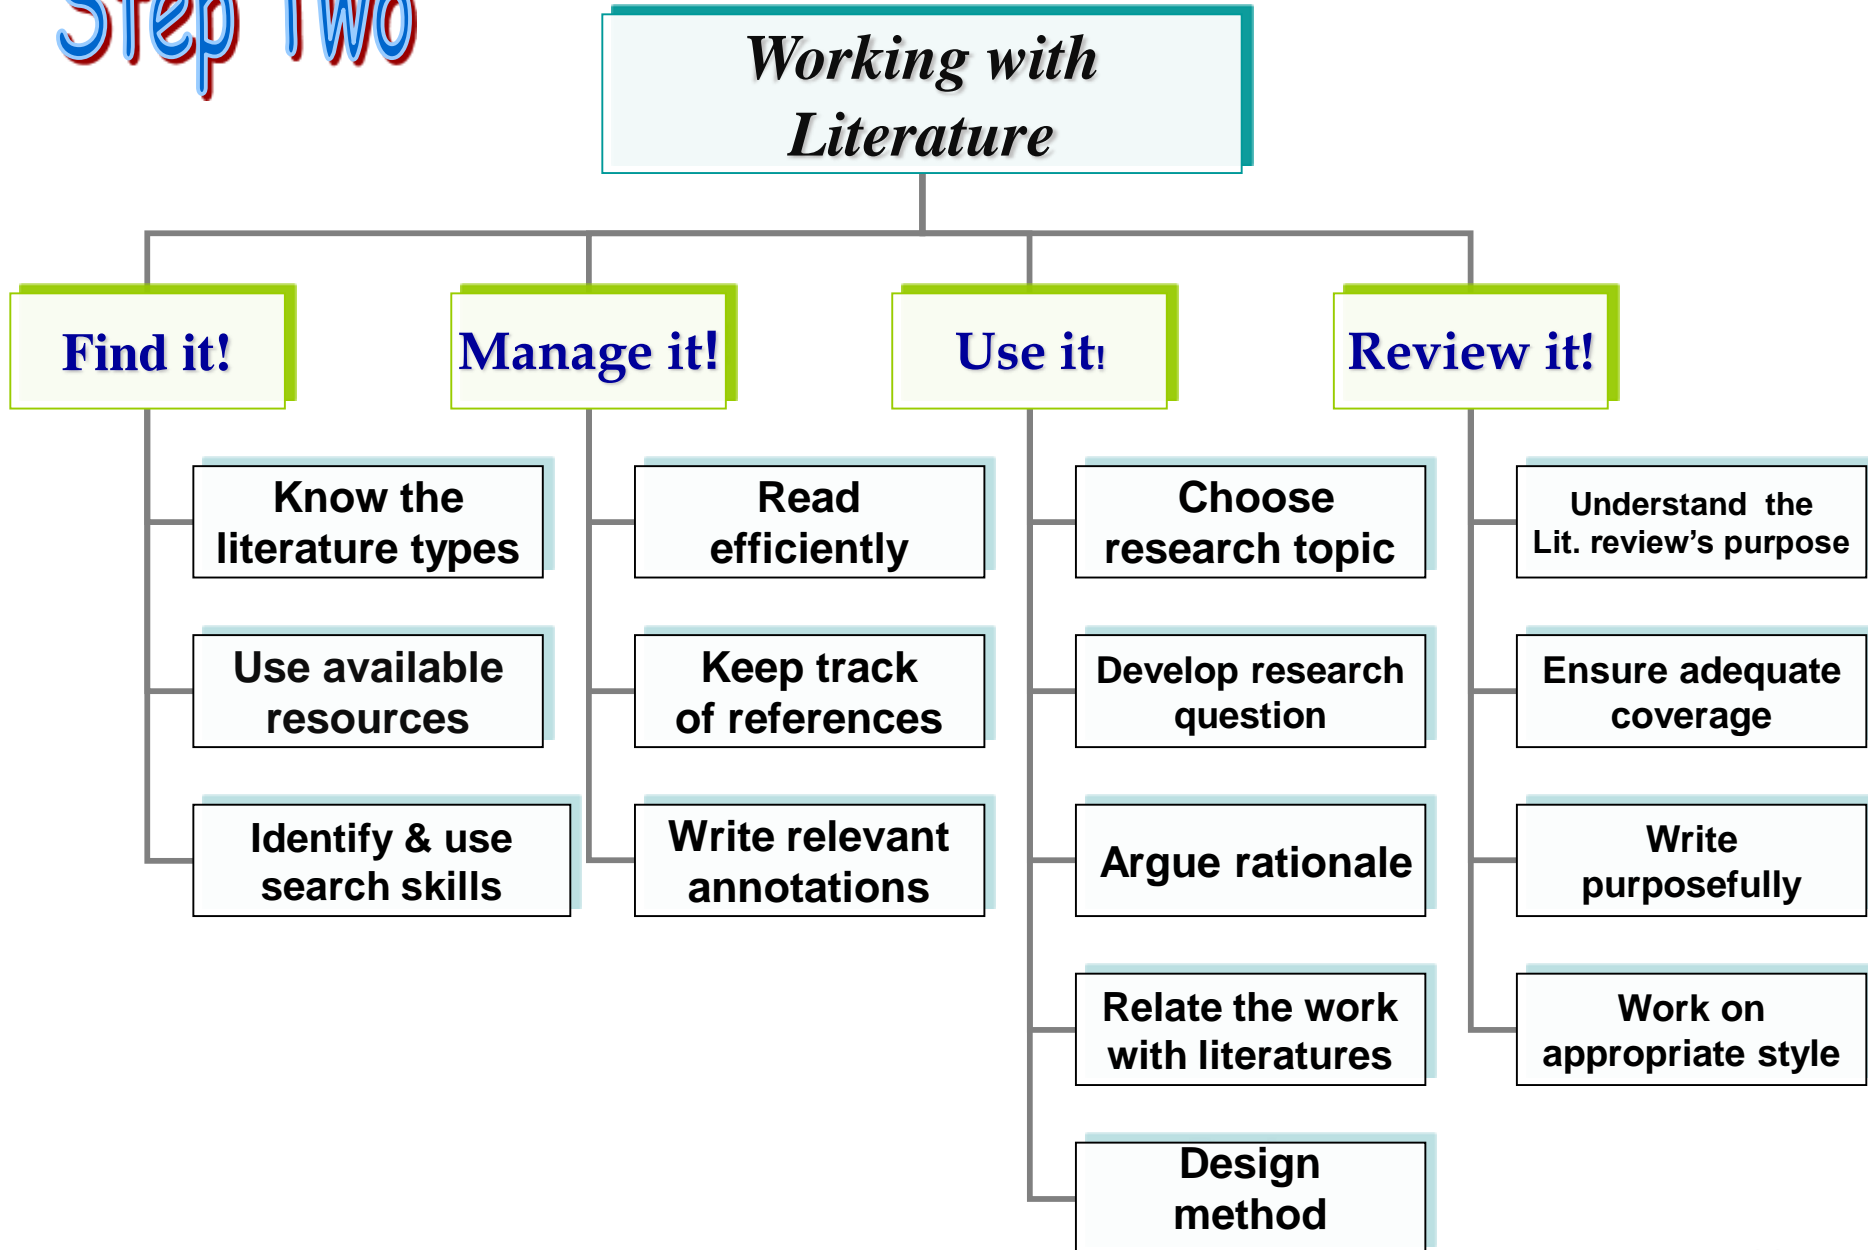 Step Two
Working with
Literature
Find it!
Know the
literature types
Use available
resources
Identify & use
search skills
Manage it!
Read
efficiently
Keep track
of references
Write relevant
annotations
Use it!
Choose
research topic
Develop research
question
Argue rationale
Relate the work
with literatures
Design
method
Review it!
Understand the
Lit. review’s purpose
Ensure adequate
coverage
Write
purposefully
Work on
appropriate style